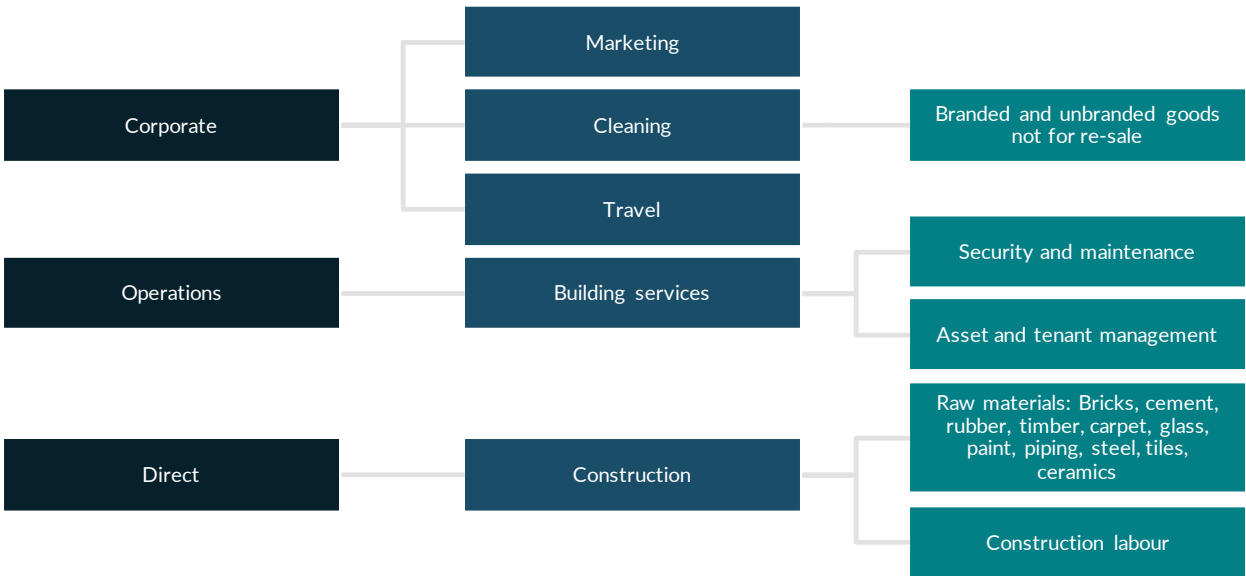 Marketing
Corporate
Cleaning
Branded and unbranded goods
not for re-sale
Travel
Security and maintenance
Operations
Building services
Asset and tenant management
Raw materials: Bricks, cement,
rubber, timber, carpet, glass,
paint, piping, steel, tiles,
ceramics
Direct
Construction
Construction labour